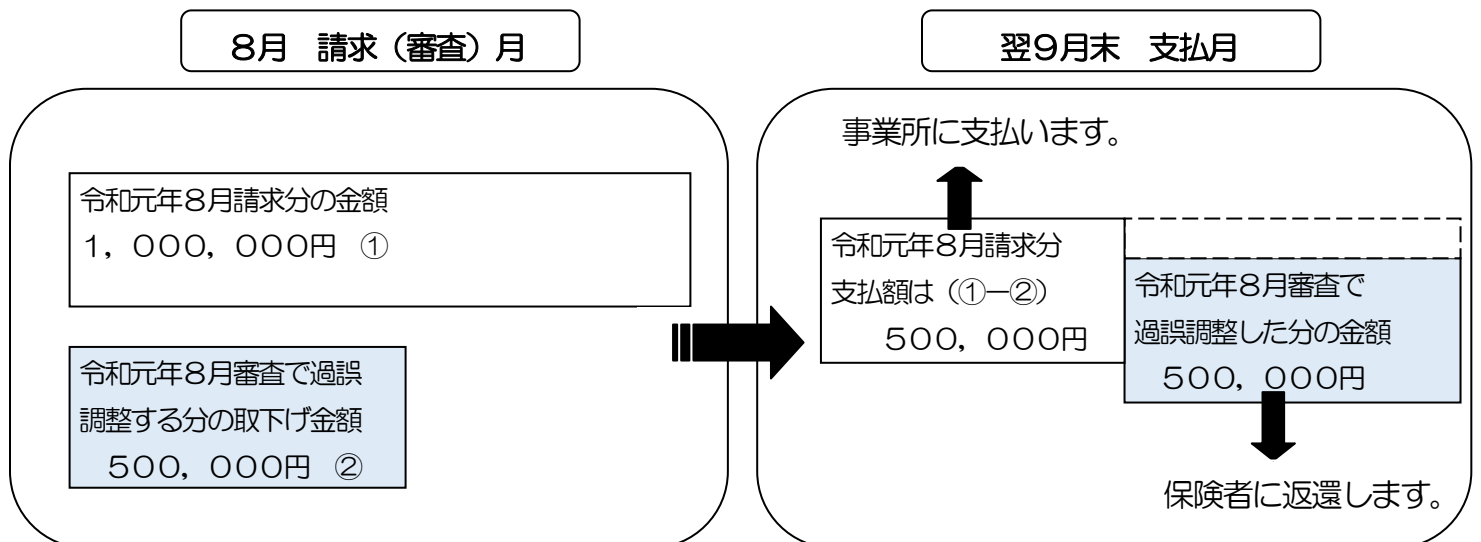 8月　請求（審査）月
令和元年8月請求分の金額
1，000，000円　①
令和元年8月審査で過誤
調整する分の取下げ金額
500，000円　②
翌9月末　支払月
事業所に支払います。
令和元年8月請求分
支払額は（①－②）
500，000円
令和元年8月審査で
過誤調整した分の金額
500，000円
保険者に返還します。